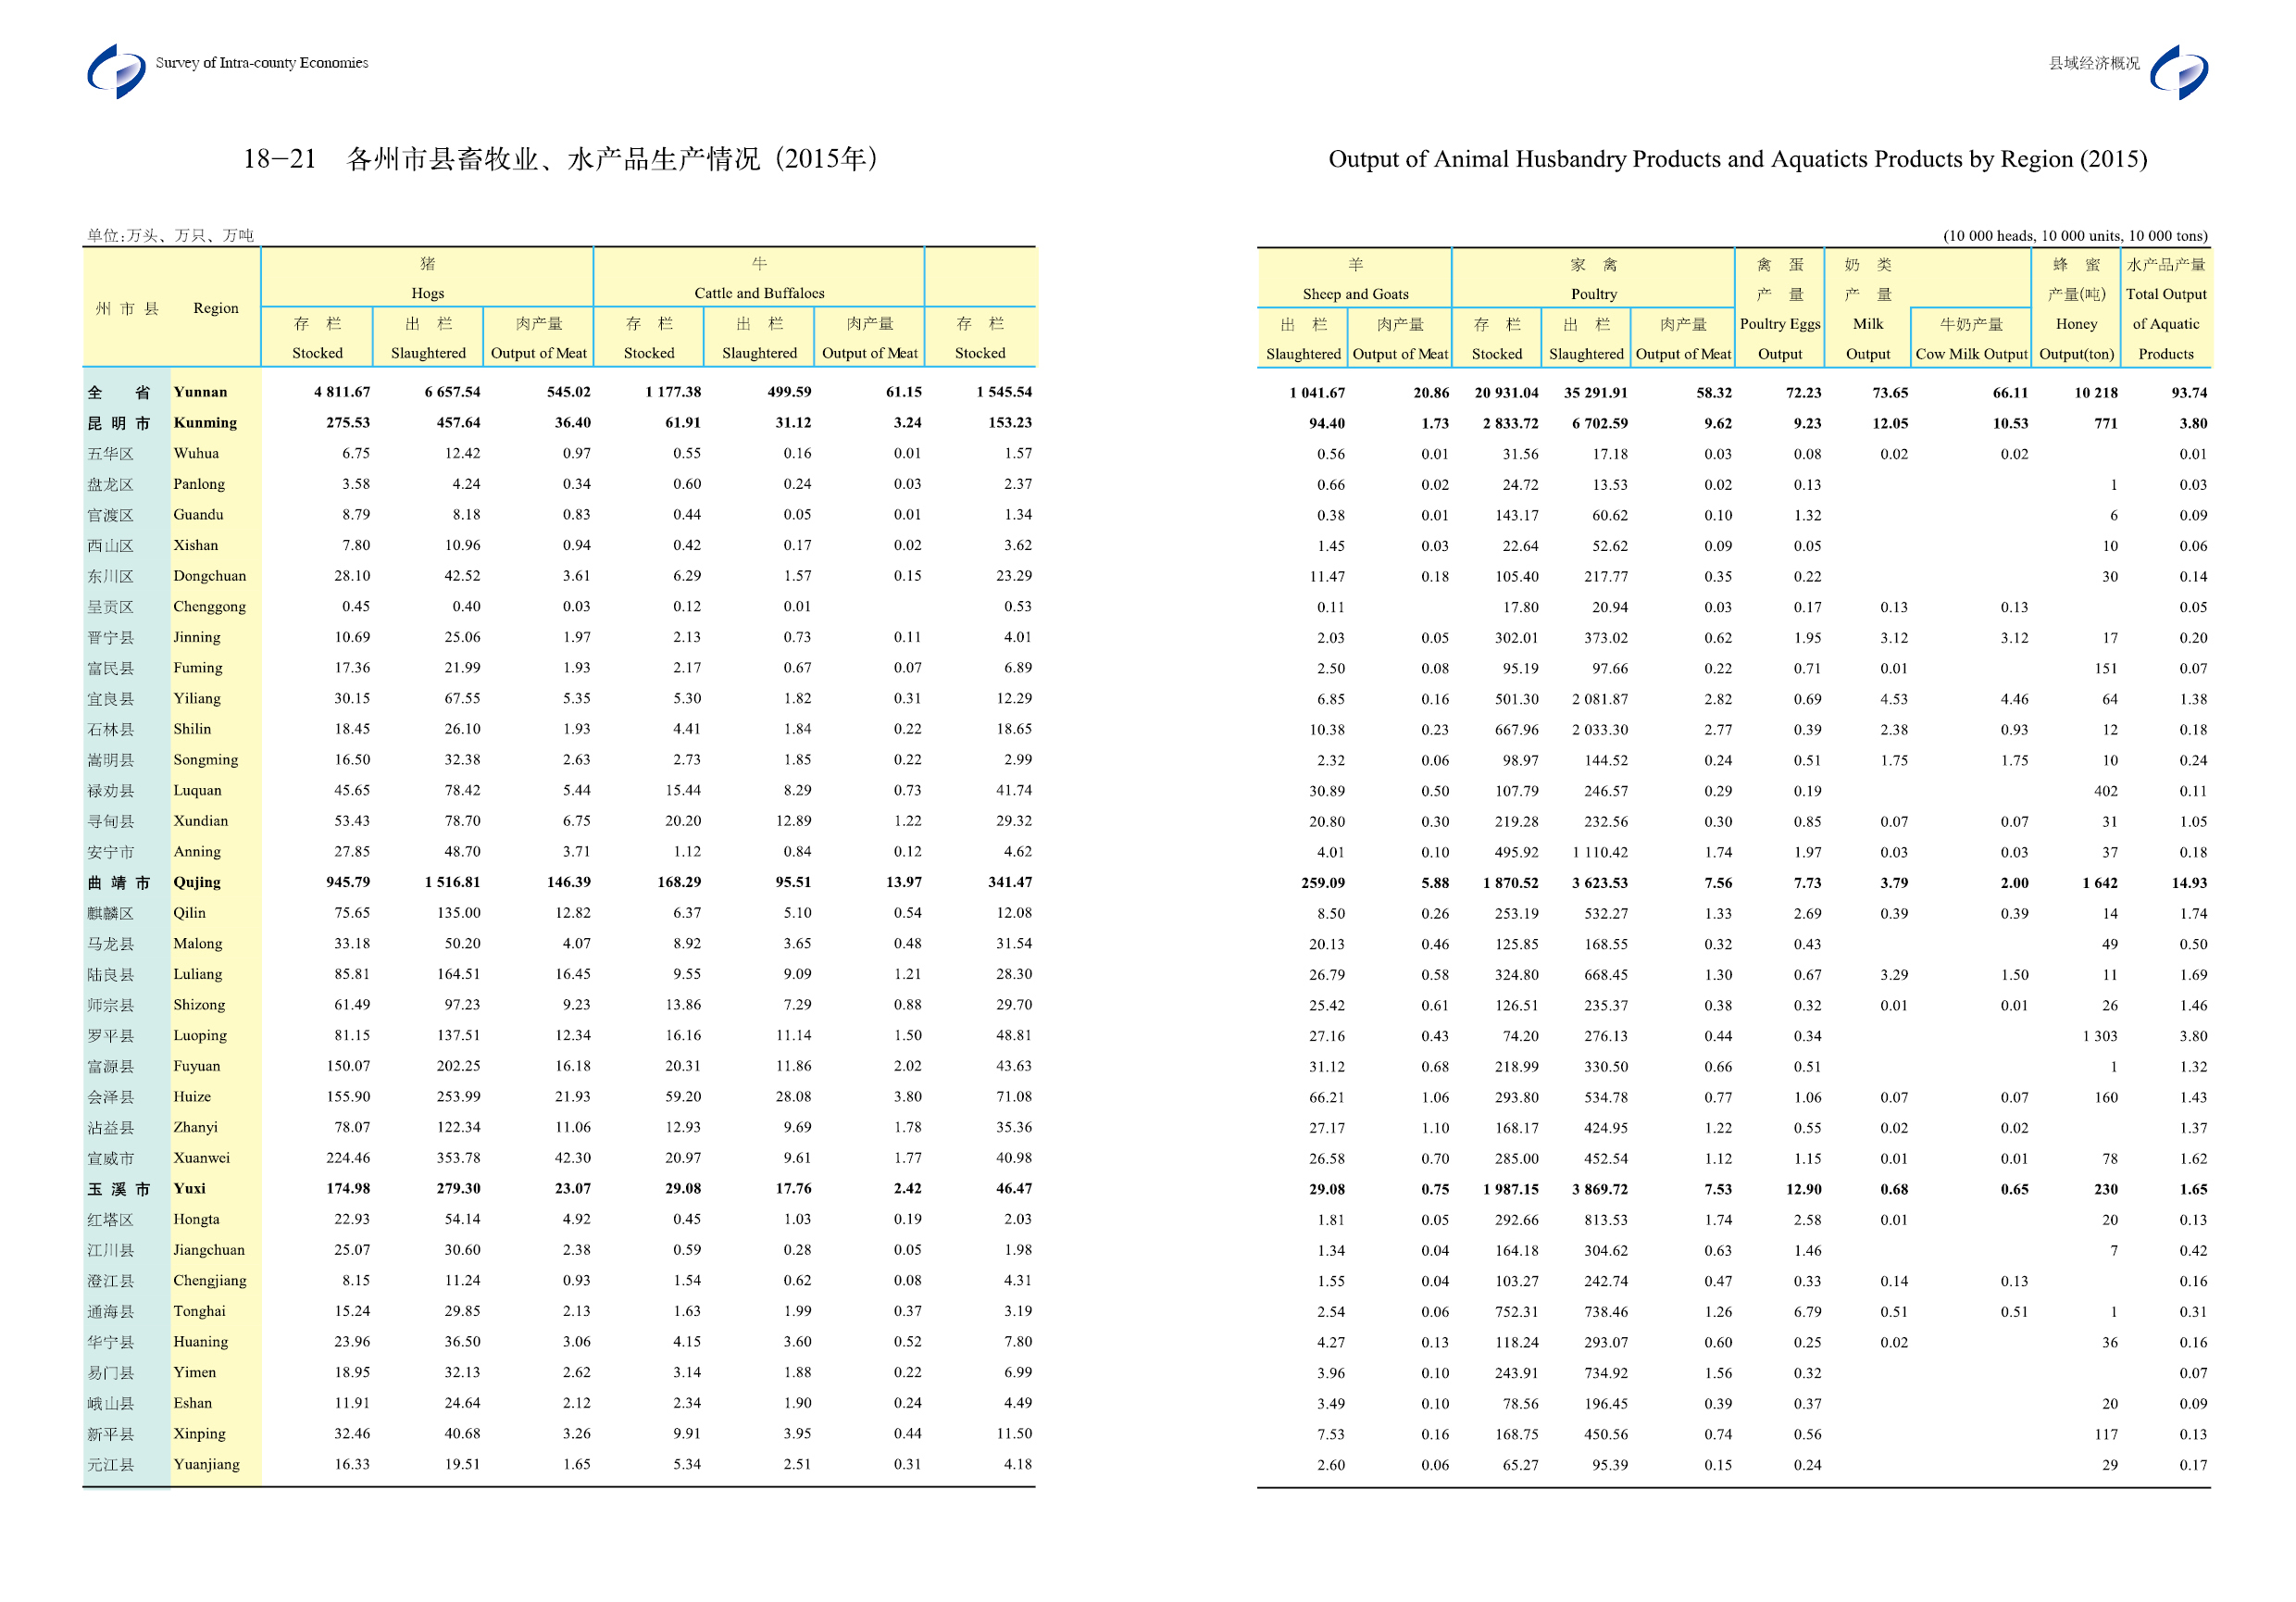 Survey of Intra-county Economies
县域经济概况
18-21 各州市县畜牧业、水产品生产情况 (2015年)
Output of Animal Husbandry Products and Aquaticts Products by Region (2015)
单位:万头、万只、万吨
(10 000 heads, 10 000 units, 10 000 tons)
猪 牛 羊 家 禽 禽 蛋 奶 类 蜂 蜜 水产品产量
Hogs Cattle and Buffaloes Sheep and Goats Poultry 产 量 产 量 产量(吨) Total Output
州 市 县 Region
存 栏 出 栏 肉产量 存 栏 出 栏 肉产量 存 栏 出 栏 肉产量 存 栏 出 栏 肉产量 Poultry Eggs Milk 牛奶产量 Honey of Aquatic
Stocked Slaughtered Output of Meat Stocked Slaughtered Output of Meat Stocked Slaughtered Output of Meat Stocked Slaughtered Output of Meat Output Output Cow Milk Output Output(ton) Products
全 省 Yunnan 4 811.67 6 657.54 545.02 1 177.38 499.59 61.15 1 545.54 1 041.67 20.86 20 931.04 35 291.91 58.32 72.23 73.65 66.11 10 218 93.74
昆 明 市 Kunming 275.53 457.64 36.40 61.91 31.12 3.24 153.23 94.40 1.73 2 833.72 6 702.59 9.62 9.23 12.05 10.53 771 3.80
五华区 Wuhua 6.75 12.42 0.97 0.55 0.16 0.01 1.57 0.56 0.01 31.56 17.18 0.03 0.08 0.02 0.02 0.01
盘龙区 Panlong 3.58 4.24 0.34 0.60 0.24 0.03 2.37 0.66 0.02 24.72 13.53 0.02 0.13 1 0.03
官渡区 Guandu 8.79 8.18 0.83 0.44 0.05 0.01 1.34 0.38 0.01 143.17 60.62 0.10 1.32 6 0.09
西山区 Xishan 7.80 10.96 0.94 0.42 0.17 0.02 3.62 1.45 0.03 22.64 52.62 0.09 0.05 10 0.06
东川区 Dongchuan 28.10 42.52 3.61 6.29 1.57 0.15 23.29 11.47 0.18 105.40 217.77 0.35 0.22 30 0.14
呈贡区 Chenggong 0.45 0.40 0.03 0.12 0.01 0.53 0.11 17.80 20.94 0.03 0.17 0.13 0.13 0.05
晋宁县 Jinning 10.69 25.06 1.97 2.13 0.73 0.11 4.01 2.03 0.05 302.01 373.02 0.62 1.95 3.12 3.12 17 0.20
富民县 Fuming 17.36 21.99 1.93 2.17 0.67 0.07 6.89 2.50 0.08 95.19 97.66 0.22 0.71 0.01 151 0.07
宜良县 Yiliang 30.15 67.55 5.35 5.30 1.82 0.31 12.29 6.85 0.16 501.30 2 081.87 2.82 0.69 4.53 4.46 64 1.38
石林县 Shilin 18.45 26.10 1.93 4.41 1.84 0.22 18.65 10.38 0.23 667.96 2 033.30 2.77 0.39 2.38 0.93 12 0.18
嵩明县 Songming 16.50 32.38 2.63 2.73 1.85 0.22 2.99 2.32 0.06 98.97 144.52 0.24 0.51 1.75 1.75 10 0.24
禄劝县 Luquan 45.65 78.42 5.44 15.44 8.29 0.73 41.74 30.89 0.50 107.79 246.57 0.29 0.19 402 0.11
寻甸县 Xundian 53.43 78.70 6.75 20.20 12.89 1.22 29.32 20.80 0.30 219.28 232.56 0.30 0.85 0.07 0.07 31 1.05
安宁市 Anning 27.85 48.70 3.71 1.12 0.84 0.12 4.62 4.01 0.10 495.92 1 110.42 1.74 1.97 0.03 0.03 37 0.18
曲 靖 市 Qujing 945.79 1 516.81 146.39 168.29 95.51 13.97 341.47 259.09 5.88 1 870.52 3 623.53 7.56 7.73 3.79 2.00 1 642 14.93
麒麟区 Qilin 75.65 135.00 12.82 6.37 5.10 0.54 12.08 8.50 0.26 253.19 532.27 1.33 2.69 0.39 0.39 14 1.74
马龙县 Malong 33.18 50.20 4.07 8.92 3.65 0.48 31.54 20.13 0.46 125.85 168.55 0.32 0.43 49 0.50
陆良县 Luliang 85.81 164.51 16.45 9.55 9.09 1.21 28.30 26.79 0.58 324.80 668.45 1.30 0.67 3.29 1.50 11 1.69
师宗县 Shizong 61.49 97.23 9.23 13.86 7.29 0.88 29.70 25.42 0.61 126.51 235.37 0.38 0.32 0.01 0.01 26 1.46
罗平县 Luoping 81.15 137.51 12.34 16.16 11.14 1.50 48.81 27.16 0.43 74.20 276.13 0.44 0.34 1 303 3.80
富源县 Fuyuan 150.07 202.25 16.18 20.31 11.86 2.02 43.63 31.12 0.68 218.99 330.50 0.66 0.51 1 1.32
会泽县 Huize 155.90 253.99 21.93 59.20 28.08 3.80 71.08 66.21 1.06 293.80 534.78 0.77 1.06 0.07 0.07 160 1.43
沾益县 Zhanyi 78.07 122.34 11.06 12.93 9.69 1.78 35.36 27.17 1.10 168.17 424.95 1.22 0.55 0.02 0.02 1.37
宣威市 Xuanwei 224.46 353.78 42.30 20.97 9.61 1.77 40.98 26.58 0.70 285.00 452.54 1.12 1.15 0.01 0.01 78 1.62
玉 溪 市 Yuxi 174.98 279.30 23.07 29.08 17.76 2.42 46.47 29.08 0.75 1 987.15 3 869.72 7.53 12.90 0.68 0.65 230 1.65
红塔区 Hongta 22.93 54.14 4.92 0.45 1.03 0.19 2.03 1.81 0.05 292.66 813.53 1.74 2.58 0.01 20 0.13
江川县 Jiangchuan 25.07 30.60 2.38 0.59 0.28 0.05 1.98 1.34 0.04 164.18 304.62 0.63 1.46 7 0.42
澄江县 Chengjiang 8.15 11.24 0.93 1.54 0.62 0.08 4.31 1.55 0.04 103.27 242.74 0.47 0.33 0.14 0.13 0.16
通海县 Tonghai 15.24 29.85 2.13 1.63 1.99 0.37 3.19 2.54 0.06 752.31 738.46 1.26 6.79 0.51 0.51 1 0.31
华宁县 Huaning 23.96 36.50 3.06 4.15 3.60 0.52 7.80 4.27 0.13 118.24 293.07 0.60 0.25 0.02 36 0.16
易门县 Yimen 18.95 32.13 2.62 3.14 1.88 0.22 6.99 3.96 0.10 243.91 734.92 1.56 0.32 0.07
峨山县 Eshan 11.91 24.64 2.12 2.34 1.90 0.24 4.49 3.49 0.10 78.56 196.45 0.39 0.37 20 0.09
新平县 Xinping 32.46 40.68 3.26 9.91 3.95 0.44 11.50 7.53 0.16 168.75 450.56 0.74 0.56 117 0.13
元江县 Yuanjiang 16.33 19.51 1.65 5.34 2.51 0.31 4.18 2.60 0.06 65.27 95.39 0.15 0.24 29 0.17